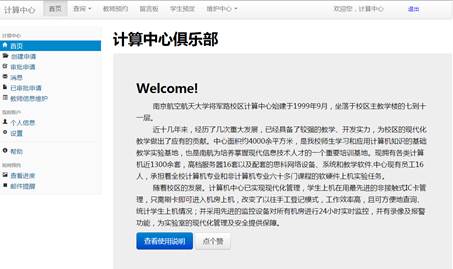 计算中心 首页 查询 教师预约 留言板 学生预定 维护中心 欢迎您，计算中心 退出
计算中心
首页
创建申请
审批申请
消息
已审批申请
教师信息维护
我的账户
个人信息
设置
帮助
如何预约
查看进度
邮件提醒
计算中心俱乐部
Welcome!
南京航空航天大学将军路校区计算中心始建于1999年9月，坐落于校区主教学楼的七到十
一层。
近十几年来，经历了几次重大发展，已经具备了较强的教学、开发实力，为校区的现代化
教学做出了应有的贡献。中心面积约4000余平方米，是我校师生学习和应用计算机知识的基础
教学实验基地，也是南航为培养掌握现代信息技术人才的一个重要培训基地。现拥有各类计算
机近1300余套，高档服务器16套以及配套的思科网络设备、系统和教学软件.中心现有员工16
人，承担着全校计算机专业和非计算机专业六十多门课程的软硬件上机实验任务。
随着校区的发展。计算机中心已实现现代化管理，学生上机在用最先进的非接触式IC卡管
理，只需刷卡即可进入机房上机，改变了以往手工登记模式，工作效率高，且可方便地查询、
统计学生上机情况；并采用先进的监控设备对所有机房进行24小时实时监控，并有录像及报警
功能，为实验室的现代化管理及安全提供保障。
查看使用说明 点个赞